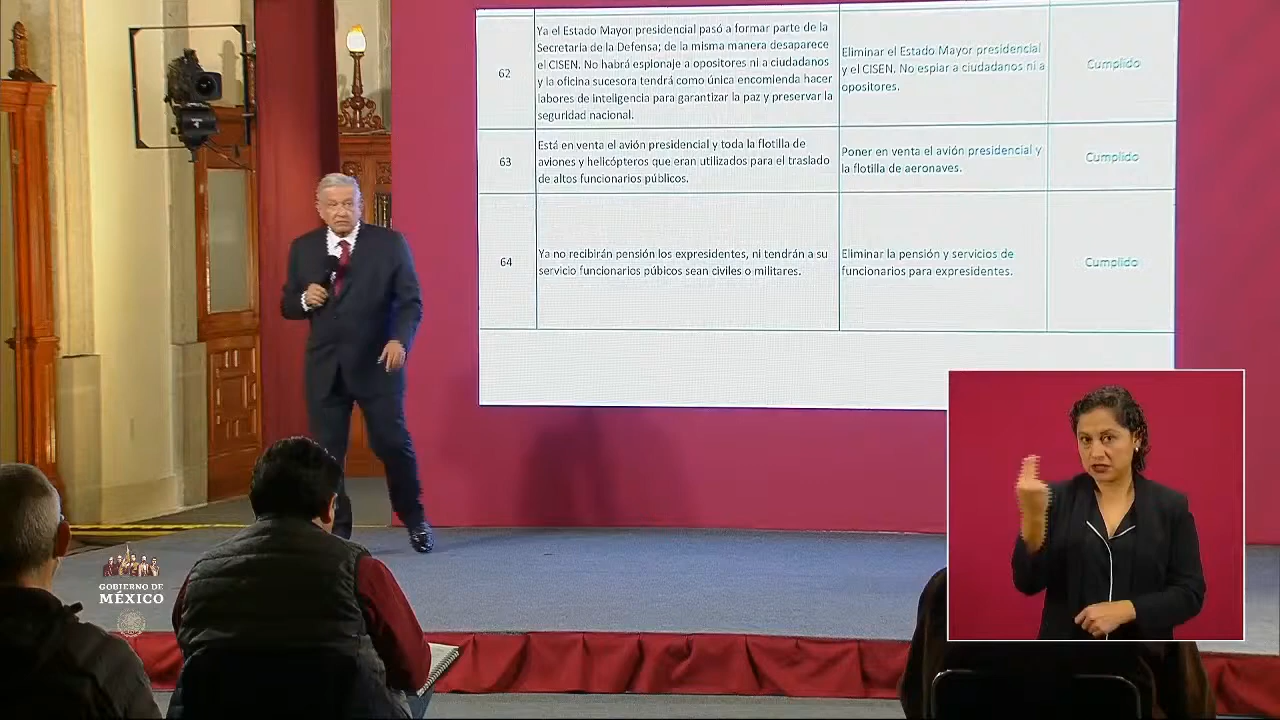 62
Ya el Estado Mayor presidencial pasó a formar parte de la
Secretaria de la Defensa; de la misma manera desaparece
el CISEN. No habrá espionaje a opositores ni a ciudadanos
y la oficina sucesora tendrá como única encomienda hacer
labores de inteligencia para garantizar la paz y preservar la
seguridad nacional.
Eliminar el Estado Mayor presidencial
y el CISEN. No espiar a ciudadanos ni a
opositores.
Cumplido
63
Está en venta el avión presidencial y toda la flotilla de
aviones y helicópteros que eran utilizados para el traslado
de altos funcionarios públicos.
Poner en venta el avión presidencial y
la flotilla de aeronaves.
Cumplido
64
Ya no recibirán pensión los expresidentes, ni tendrán a su
servicio funcionarios púbicos sean civiles o militares.
Eliminar la pensión y servicios de
funcionarios para expresidentes.
Cumplido
GOBIERNO DE
MÉXICO